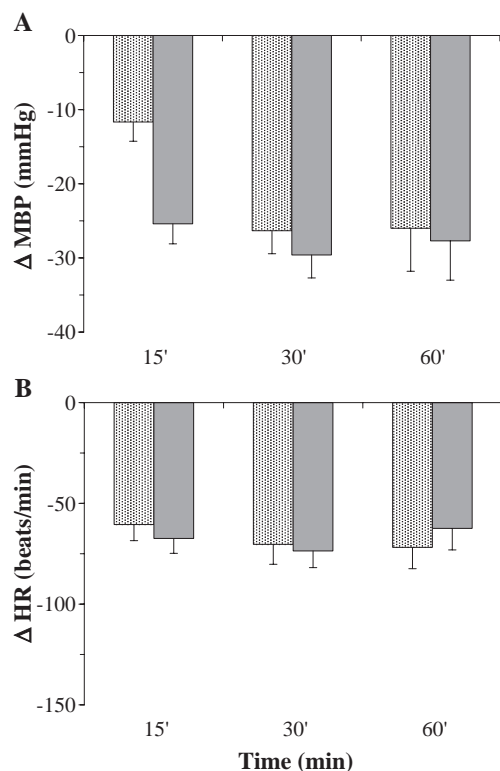 A
0
-10
-20
-30
-40
Δ MBP (mmHg)
15' 30' 60'
B
0
-50
-100
-150
Δ HR (beats/min)
15' 30' 60'
Time (min)